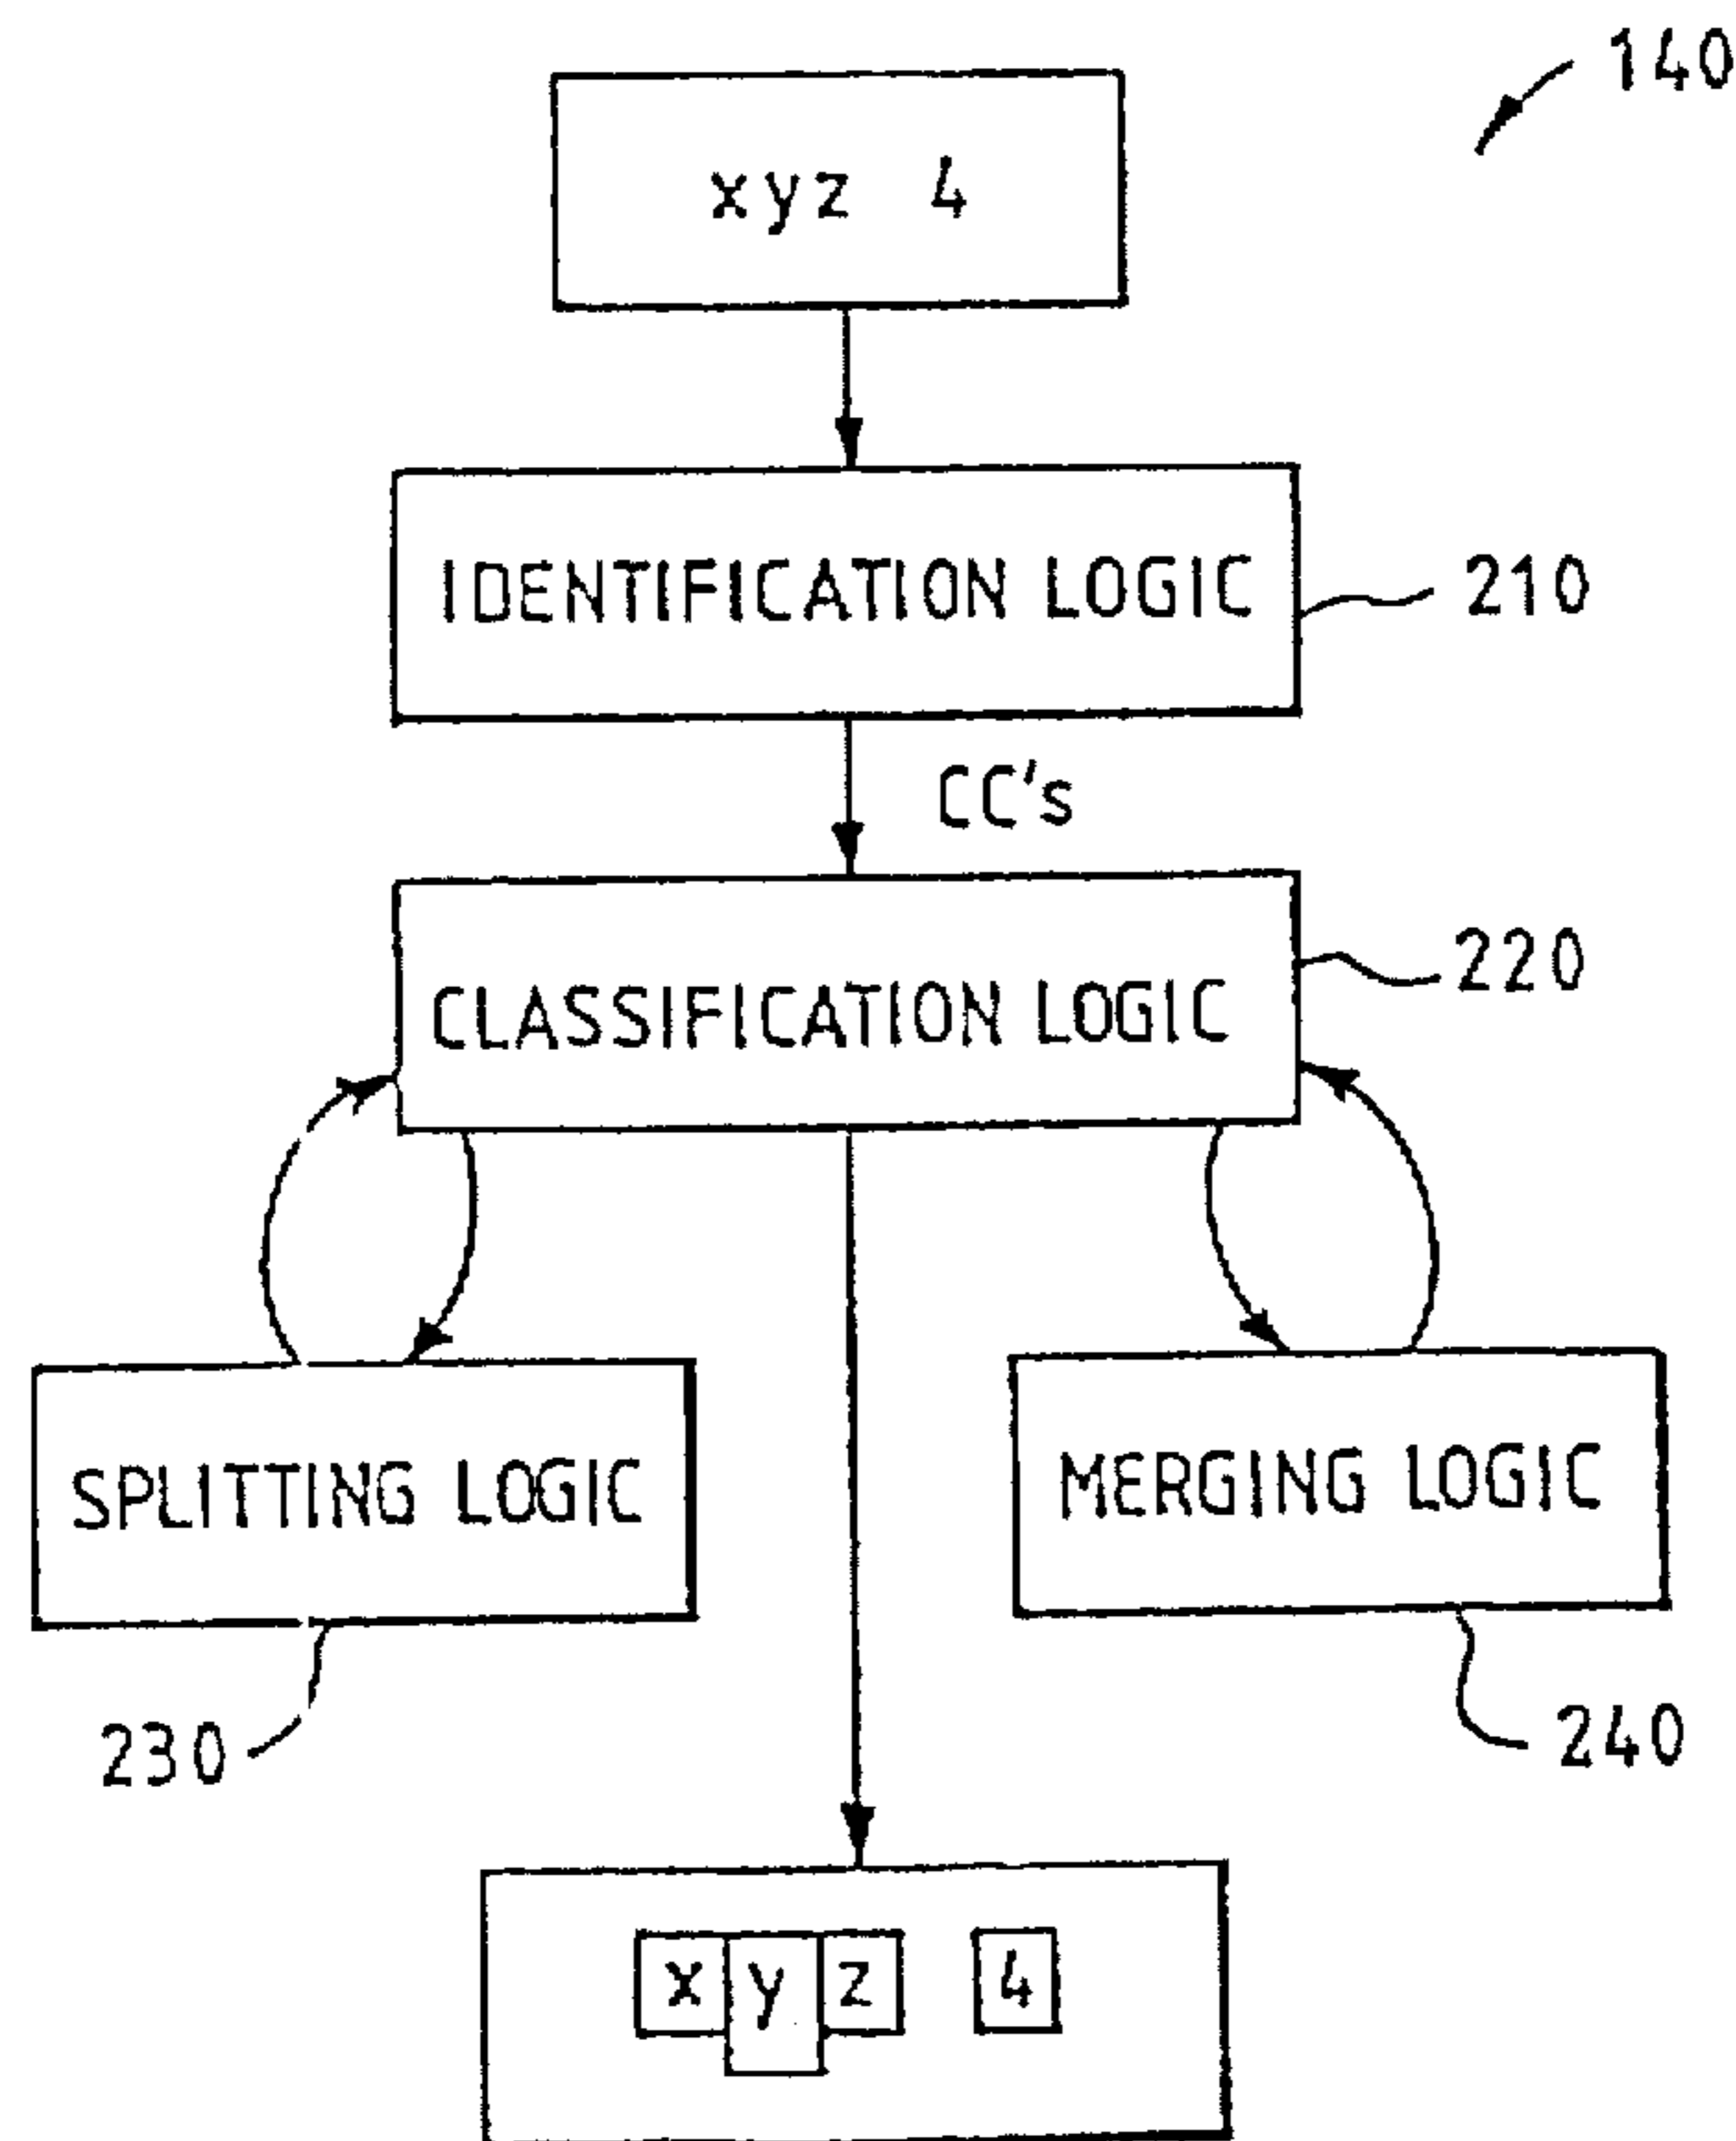 140
xyz 4
IDENTIFICATION LOGIC
210
CC's
CLASSIFICATION LOGIC
220
SPLITTING LOGIC
MERGING LOGIC
230
240
x y z 4